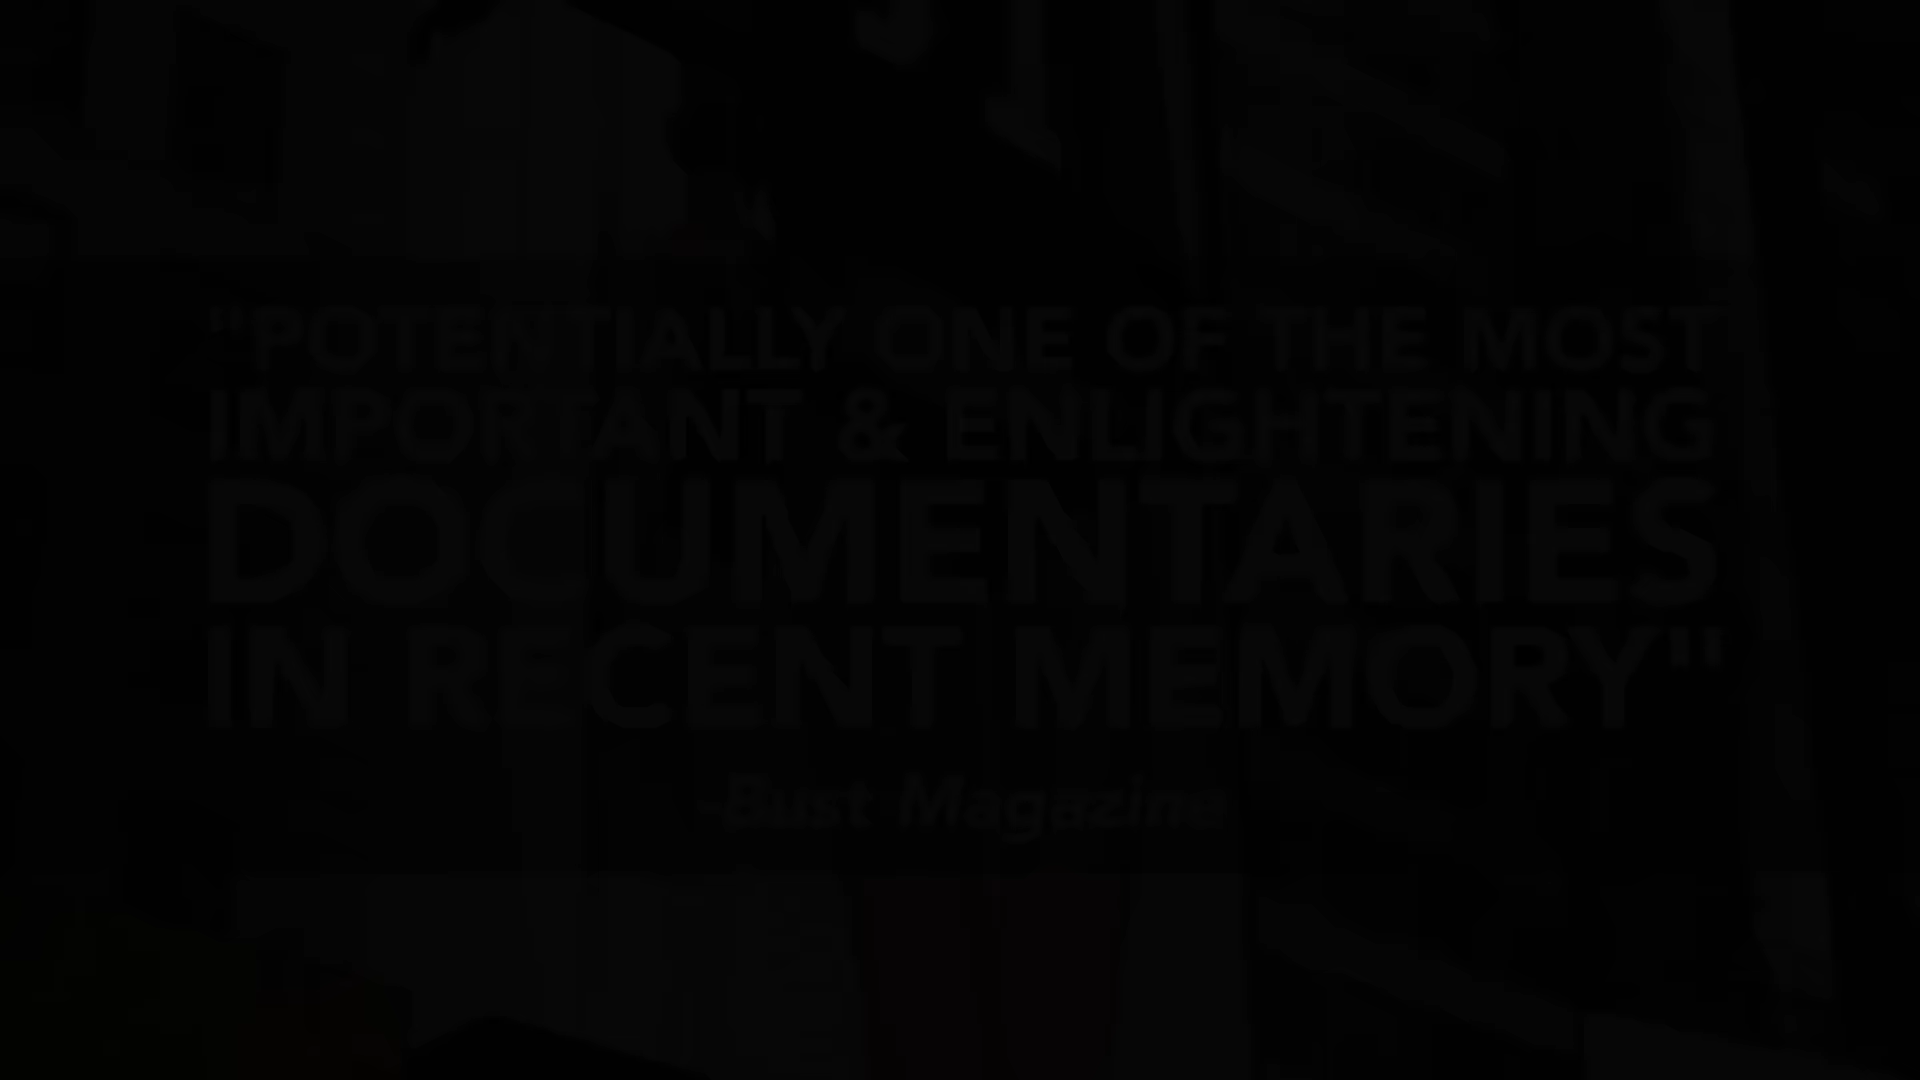 "POTENTIALLY ONE OF THE MOST
IMPORTANT & ENLIGHTENING
DOCUMENTARIES
IN RECENT MEMORY"
-Bust Magazine